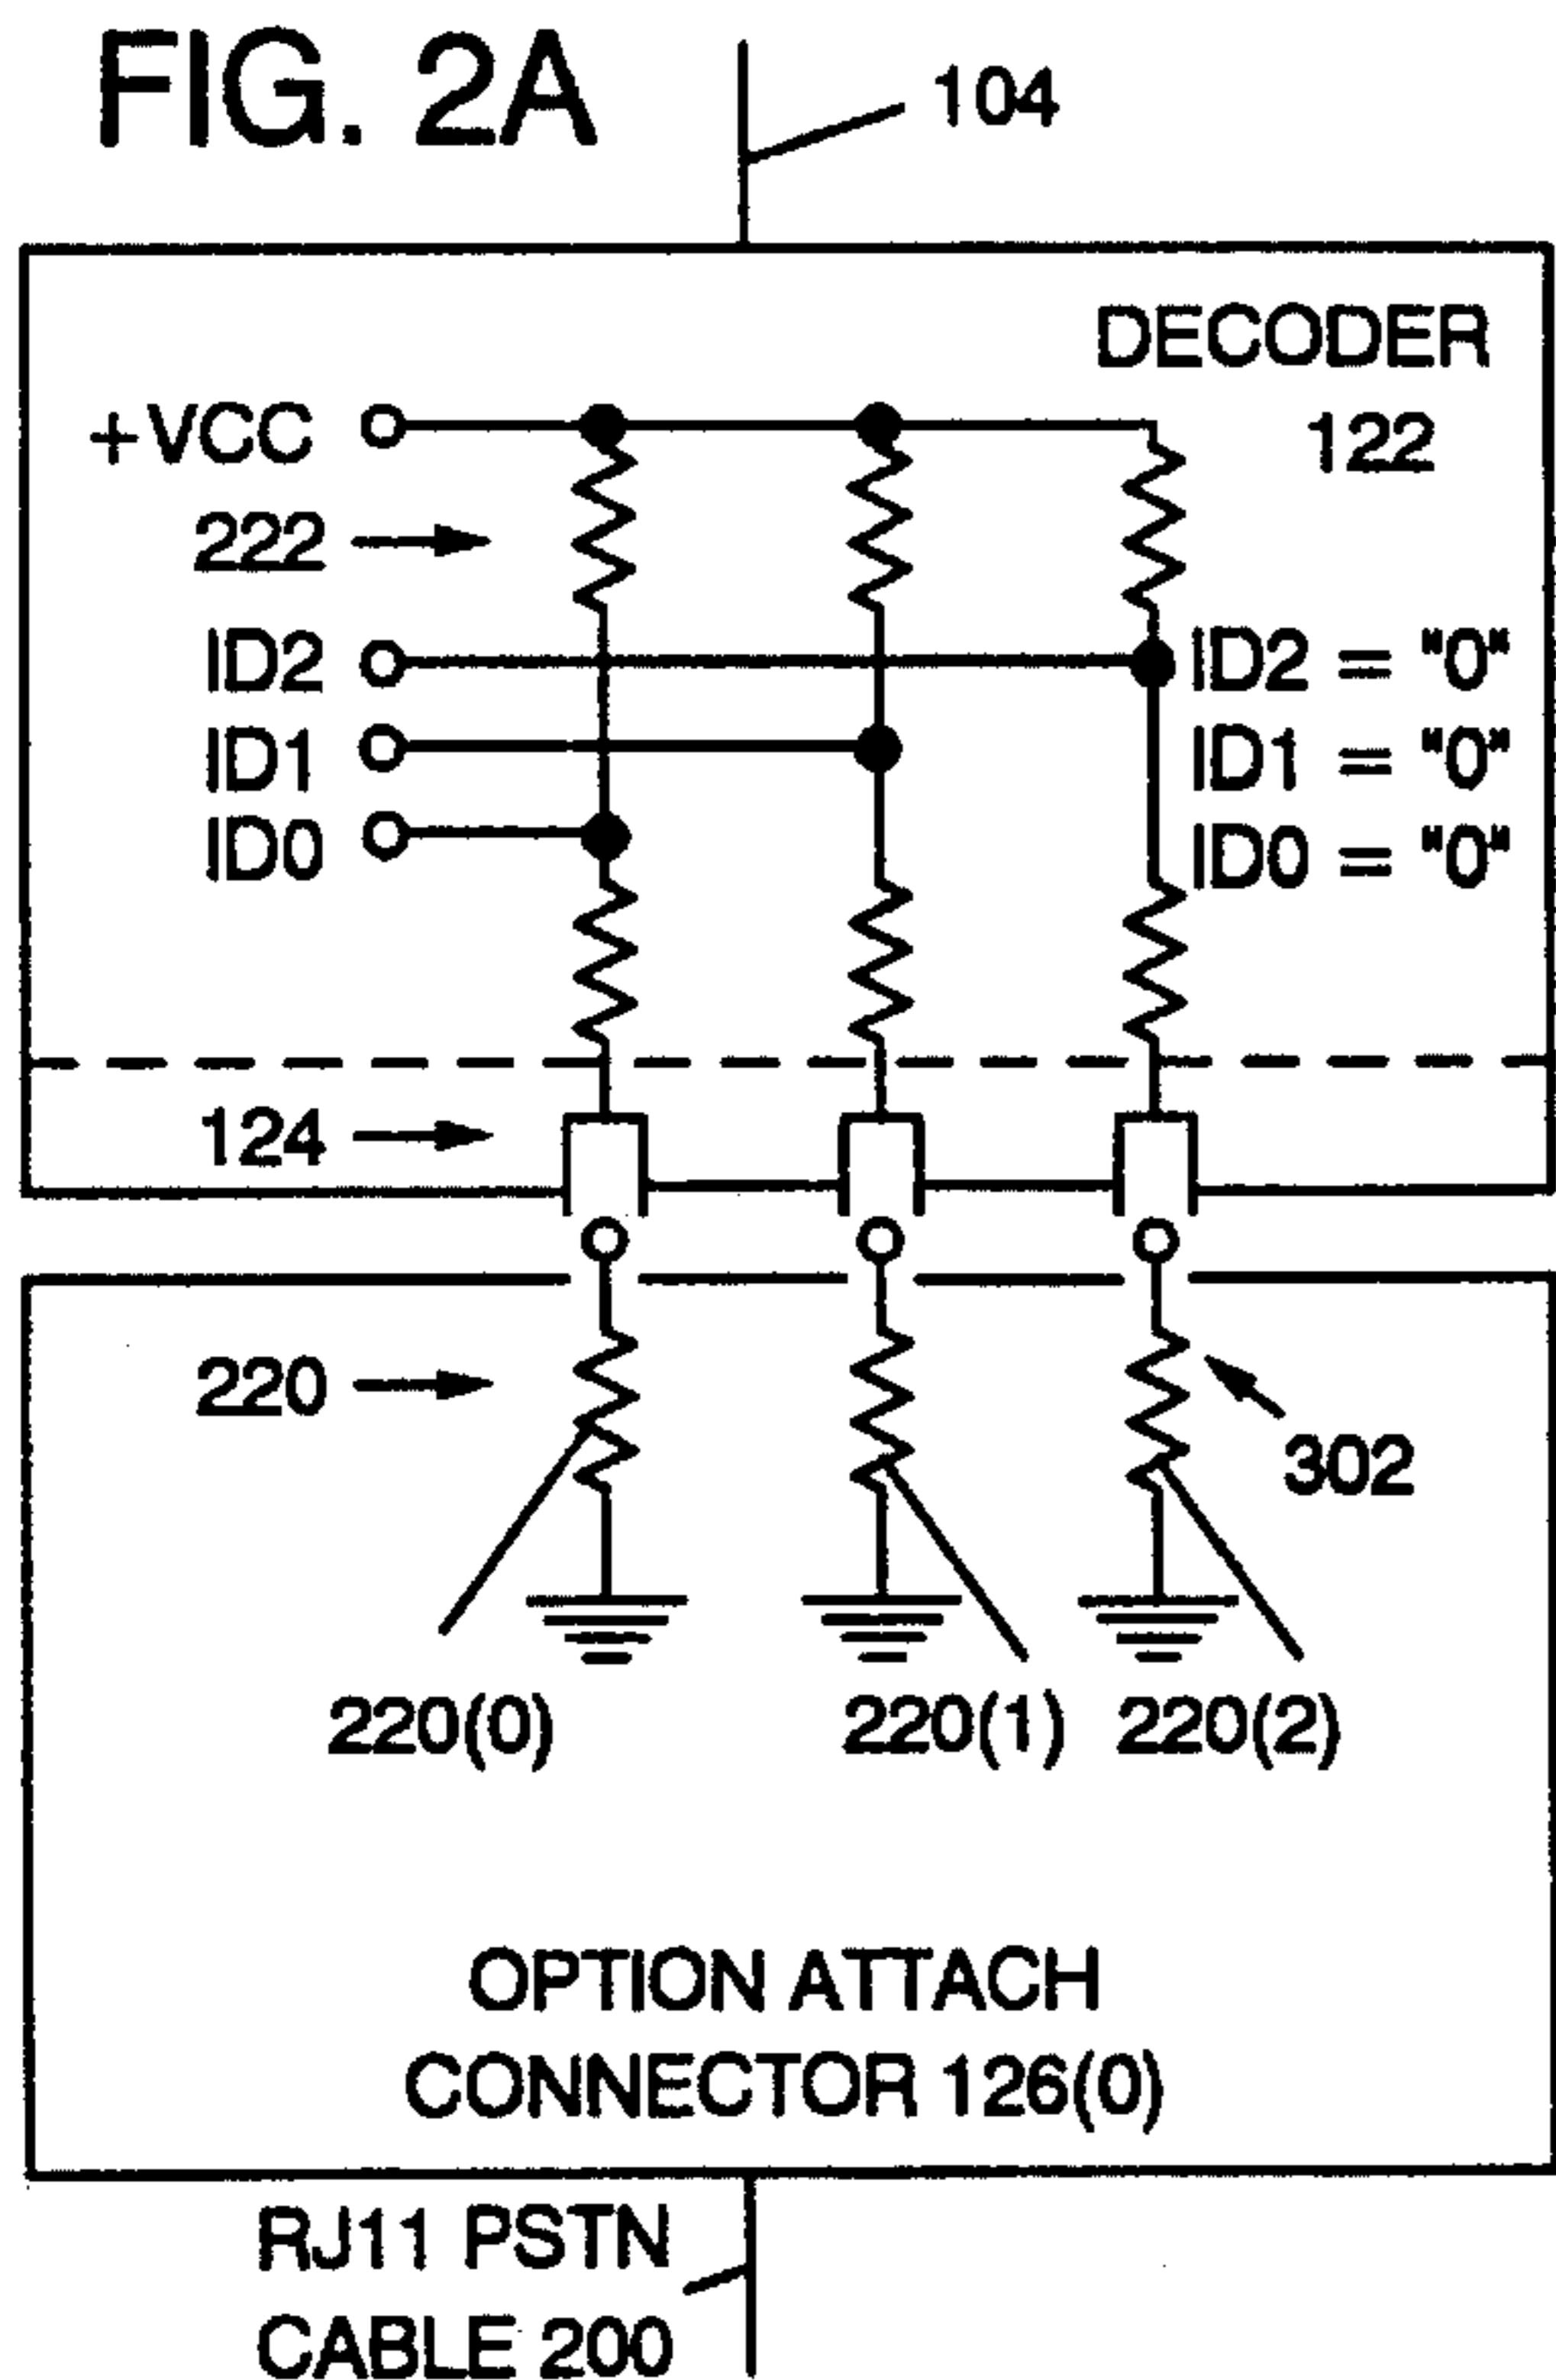 FIG. 2A
104
DECODER
122
+VCC
222
ID2
ID1
ID0
ID2 = "0"
ID1 = "0"
ID0 = "0"
124
220
302
220(0)
220(1)
220(2)
OPTION ATTACH
CONNECTOR 126(0)
RJ11 PSTN
CABLE 200